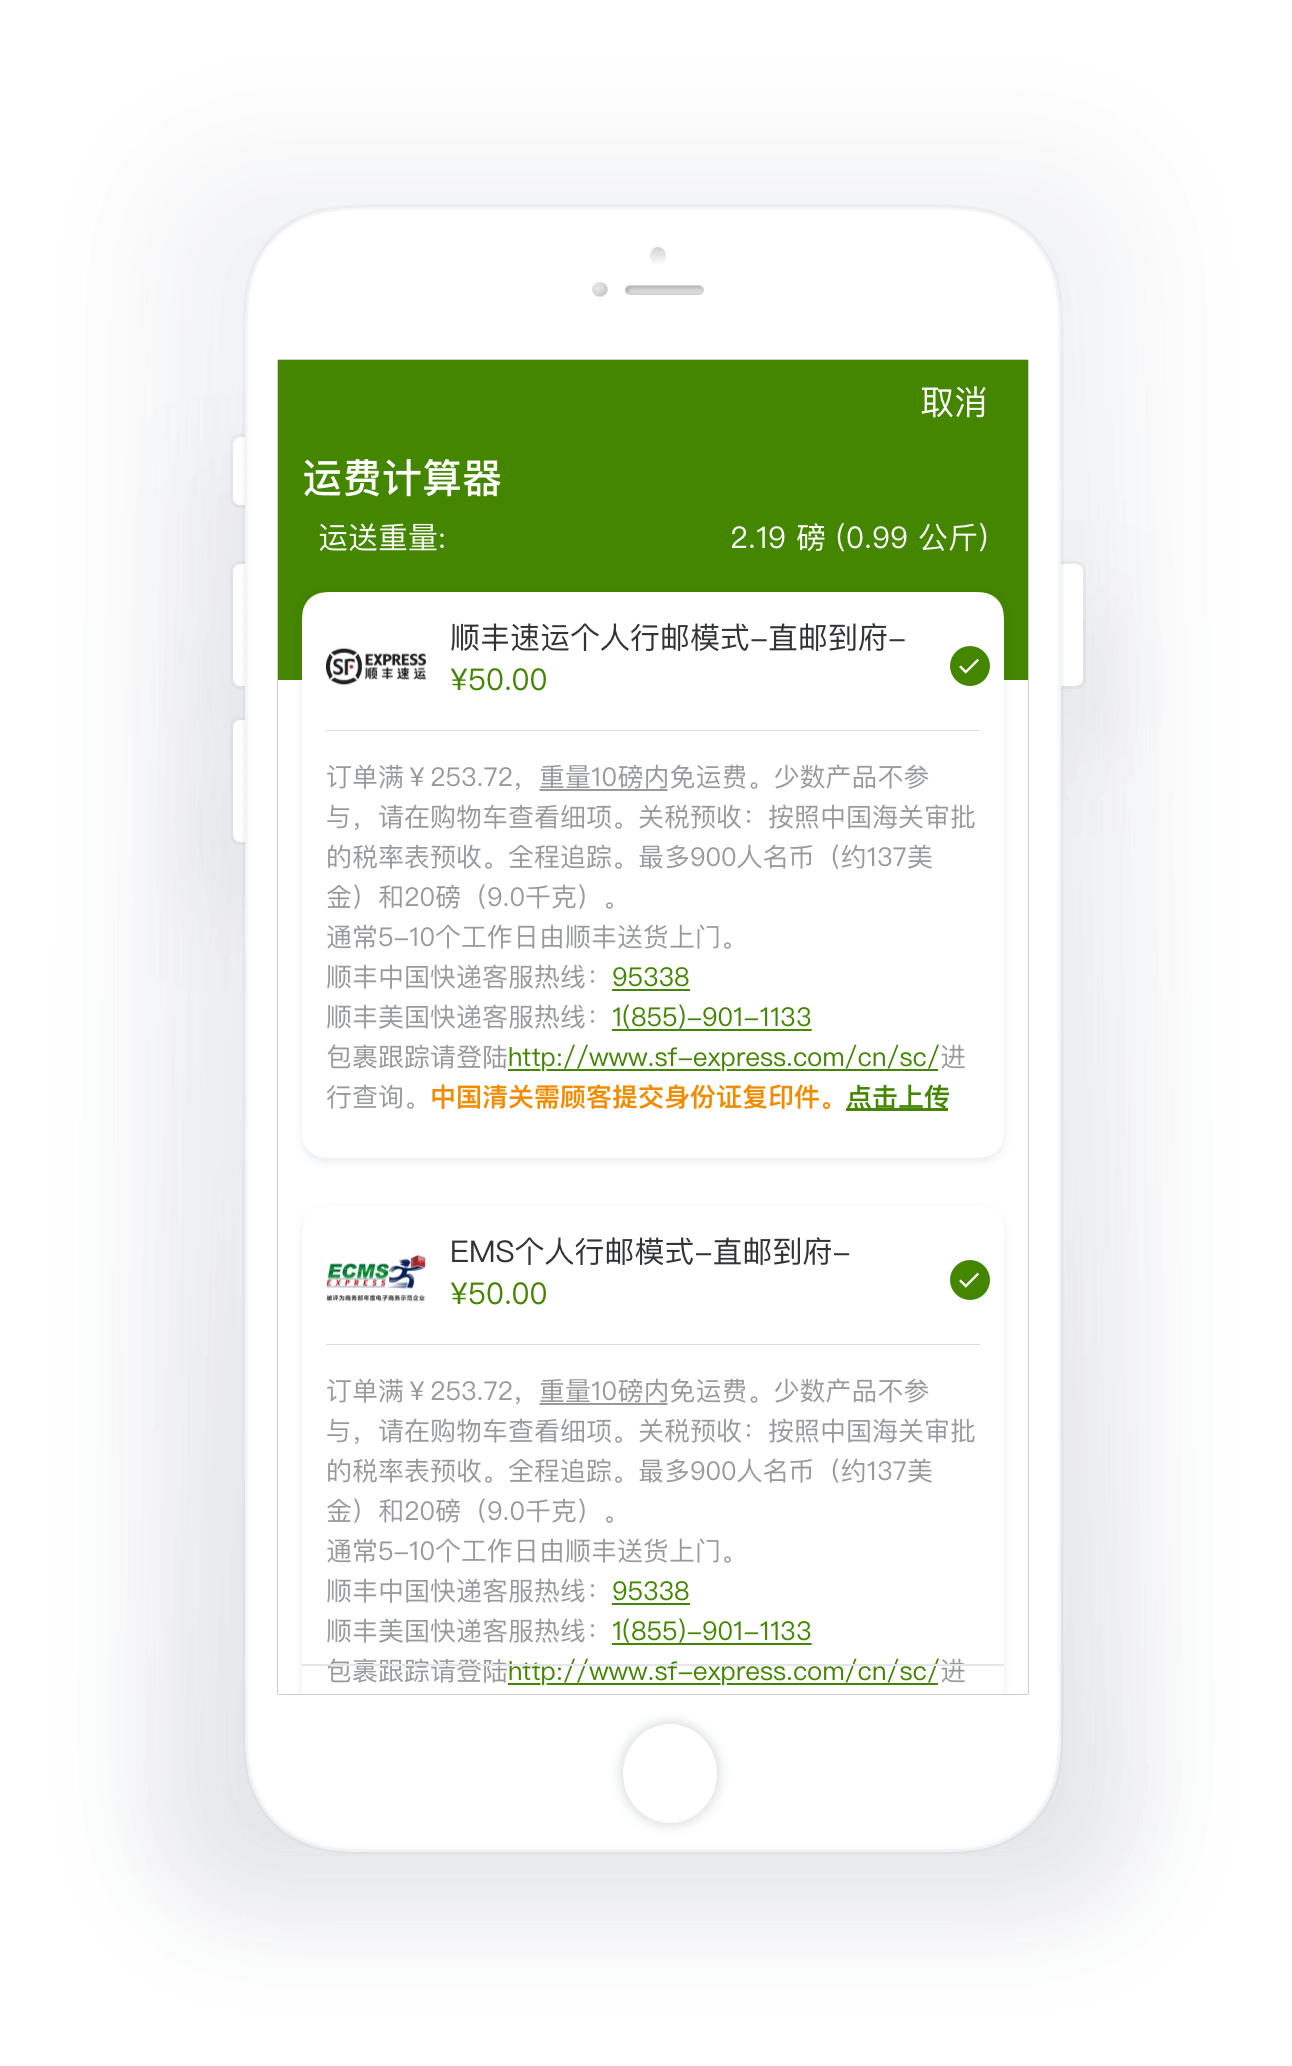 取消
运费计算器
运送重量: 2.19 磅 (0.99 公斤)
SF EXPRESS
顺丰速运
顺丰速运个人行邮模式-直邮到府-
¥50.00
订单满￥253.72，重量10磅内免运费。少数产品不参
与，请在购物车查看细项。关税预收：按照中国海关审批
的税率表预收。全程追踪。最多900人名币（约137美
金）和20磅（9.0千克）。
通常5-10个工作日由顺丰送货上门。
顺丰中国快递客服热线：95338
顺丰美国快递客服热线：1(855)-901-1133
包裹跟踪请登陆http://www.sf-express.com/cn/sc/进
行查询。中国清关需顾客提交身份证复印件。点击上传
ECMS
EXPRESS
被评为商务部年度电子商务示范企业
EMS个人行邮模式-直邮到府-
¥50.00
订单满￥253.72，重量10磅内免运费。少数产品不参
与，请在购物车查看细项。关税预收：按照中国海关审批
的税率表预收。全程追踪。最多900人名币（约137美
金）和20磅（9.0千克）。
通常5-10个工作日由顺丰送货上门。
顺丰中国快递客服热线：95338
顺丰美国快递客服热线：1(855)-901-1133
包裹跟踪请登陆http://www.sf-express.com/cn/sc/进